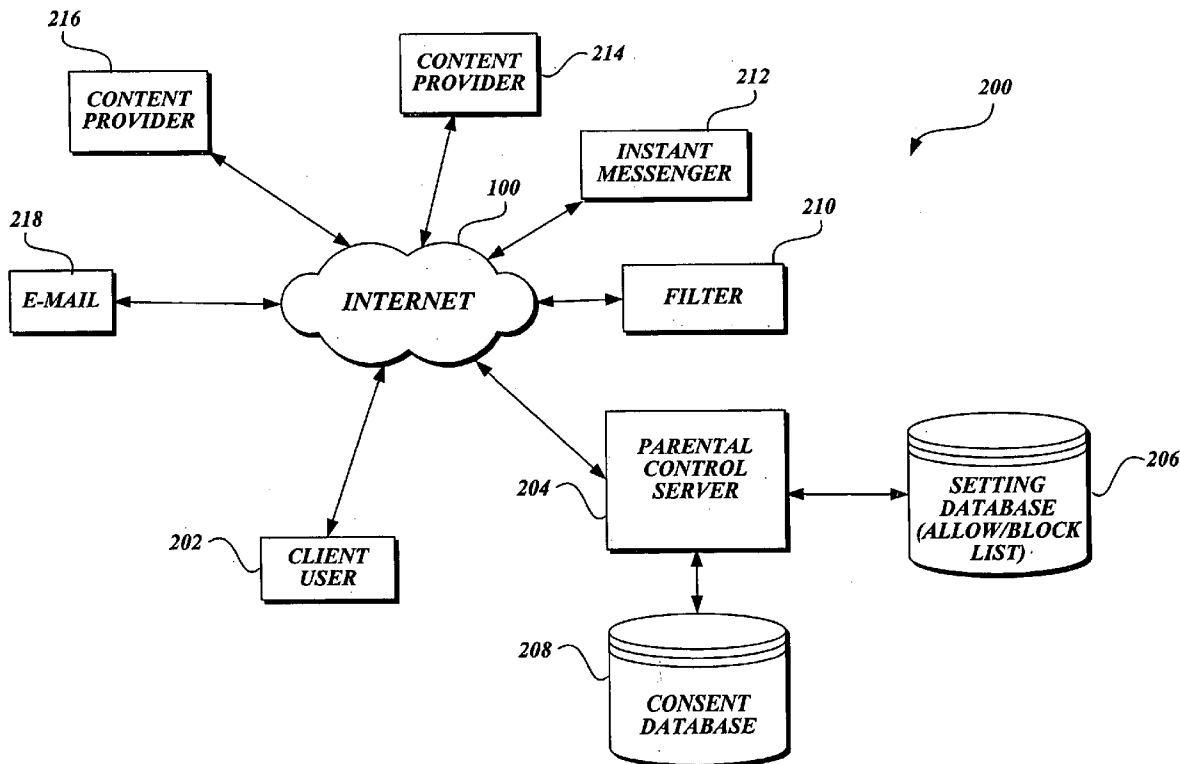 216
CONTENT
PROVIDER
CONTENT
PROVIDER
214
212
INSTANT
MESSENGER
200
218
E-MAIL
100
INTERNET
210
FILTER
202
CLIENT
USER
204
PARENTAL
CONTROL
SERVER
206
SETTING
DATABASE
(ALLOW/BLOCK
LIST)
208
CONSENT
DATABASE